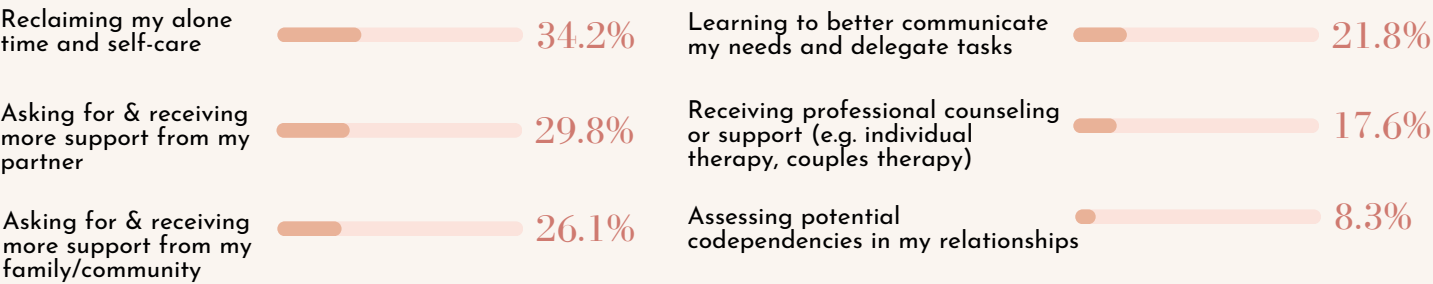 Reclaiming my alone
time and self-care
34.2%
Asking for & receiving
more support from my
partner
29.8%
Asking for & receiving
more support from my
family/community
26.1%
Learning to better communicate
my needs and delegate tasks
21.8%
Receiving professional counseling
or support (e.g. individual
therapy, couples therapy)
17.6%
Assessing potential
codependencies in my relationships
8.3%